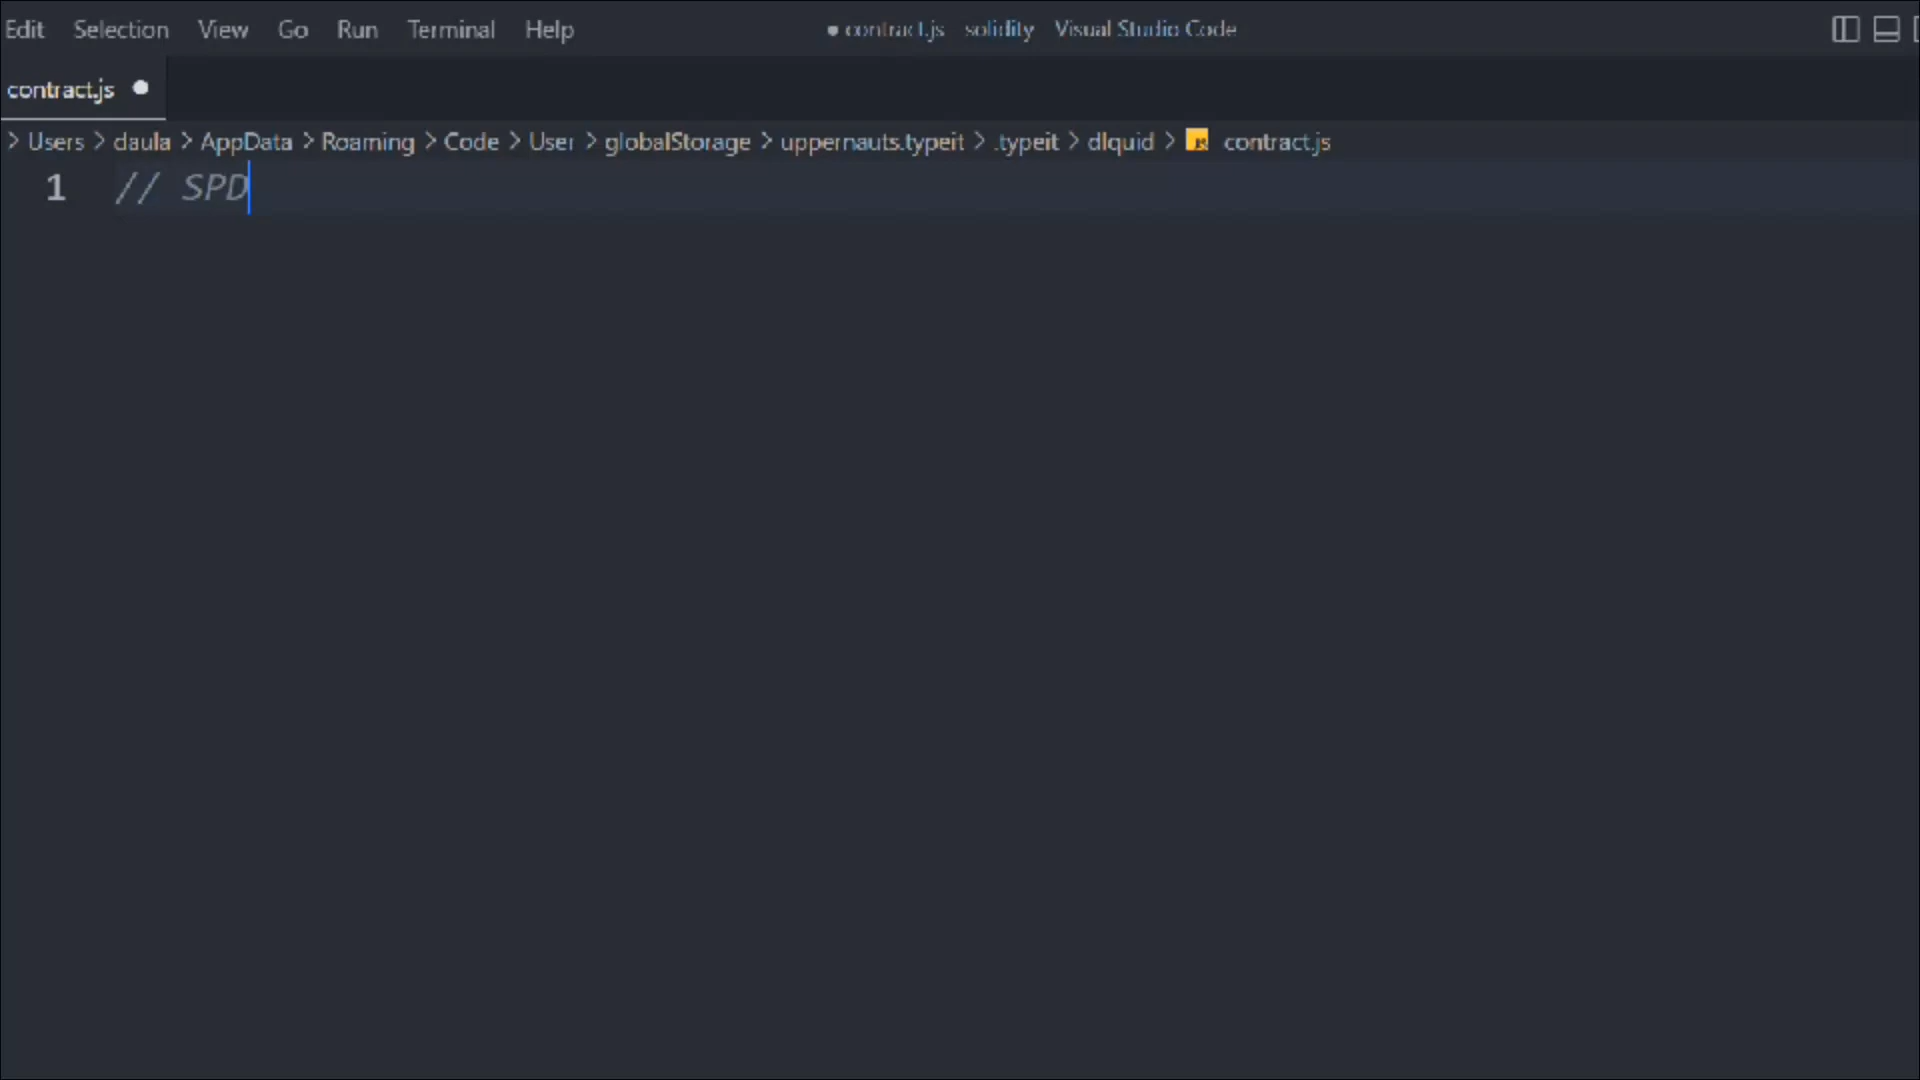 Edit Selection View Go Run Terminal Help ● contract.js solidity Visual Studio Code
contract.js ●
> Users > daula > AppData > Roaming > Code > User > globalStorage > uppernauts.typeit > .typeit > dlquid > contract.js
1 // SPD